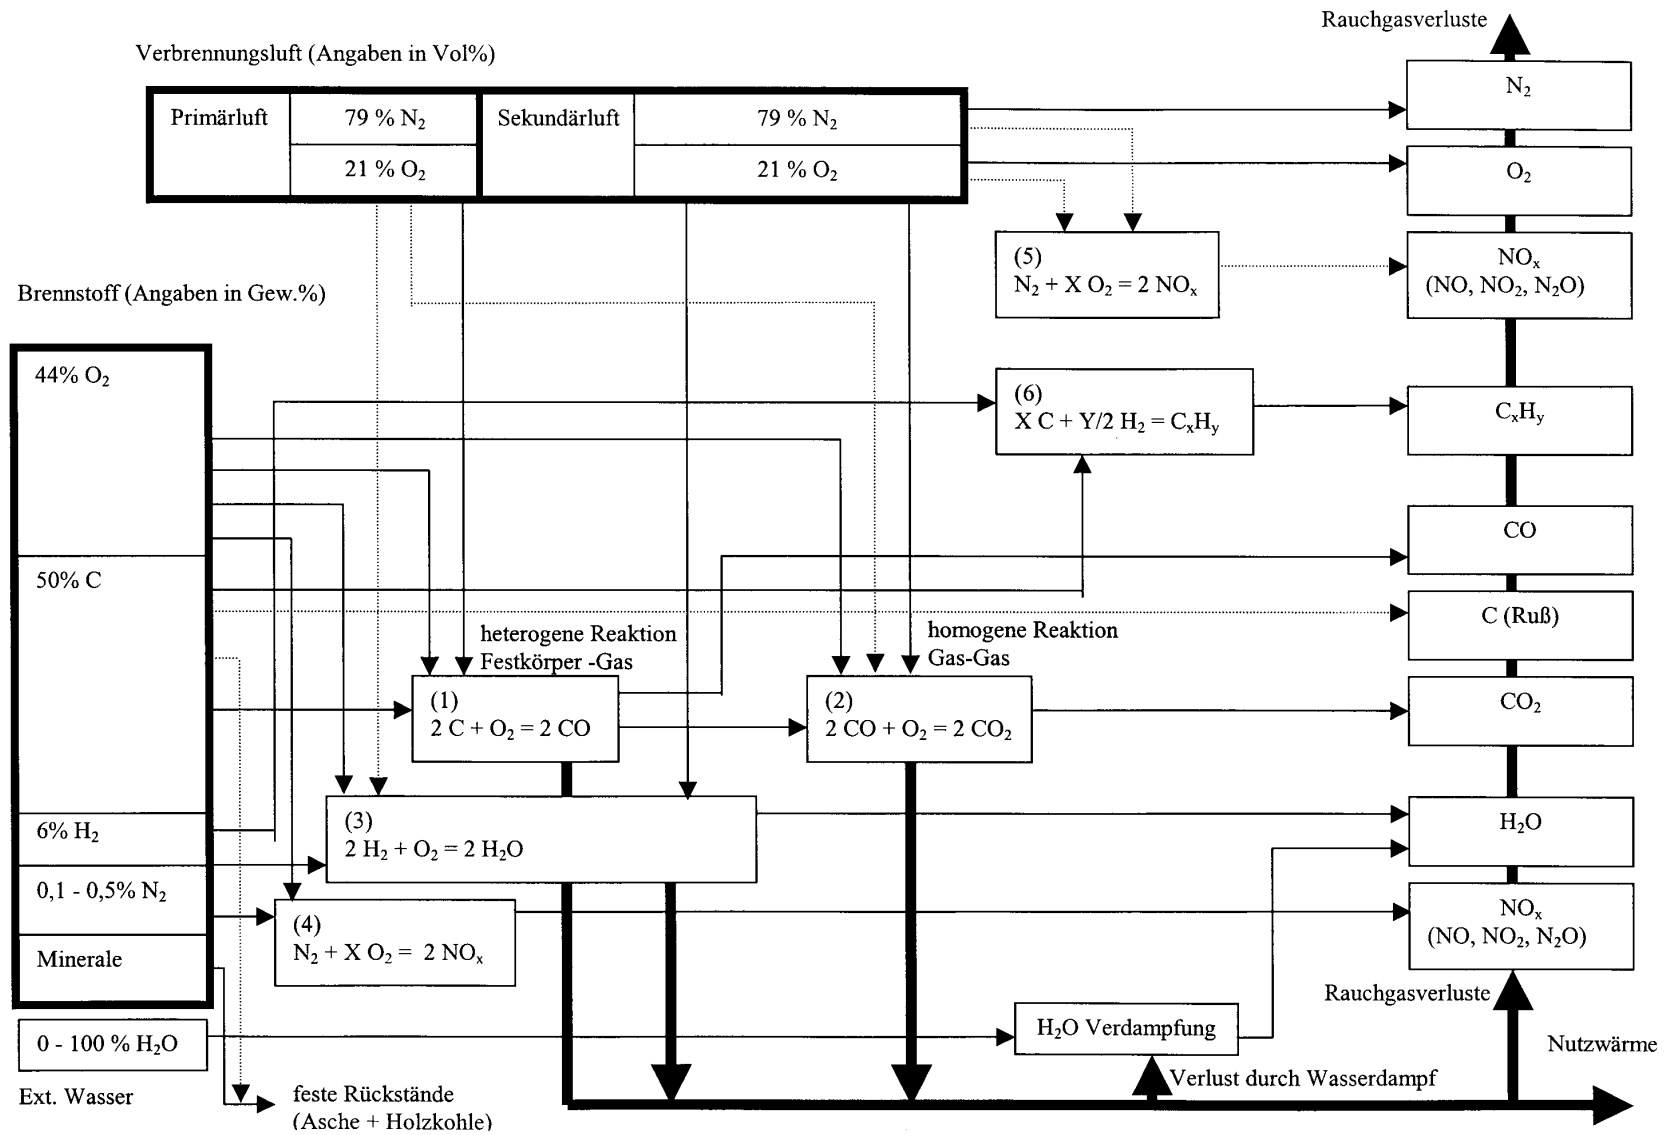 Rauchgasverluste
Verbrennungsluft (Angaben in Vol%)
Primärluft
79 % N₂
21 % O₂
Sekundärluft
79 % N₂
21 % O₂
N₂
O₂
NOₓ
(NO, NO₂, N₂O)
(5)
N₂ + X O₂ = 2 NOₓ
Brennstoff (Angaben in Gew.%)
44% O₂
50% C
6% H₂
0,1 - 0,5% N₂
Minerale
0 - 100 % H₂O
Ext. Wasser
(6)
X C + Y/2 H₂ = CₓHᵧ
CₓHᵧ
CO
C (Ruß)
heterogene Reaktion
Festkörper -Gas
homogene Reaktion
Gas-Gas
(1)
2 C + O₂ = 2 CO
(2)
2 CO + O₂ = 2 CO₂
CO₂
(3)
2 H₂ + O₂ = 2 H₂O
H₂O
(4)
N₂ + X O₂ = 2 NOₓ
NOₓ
(NO, NO₂, N₂O)
Rauchgasverluste
H₂O Verdampfung
Nutzwärme
Verlust durch Wasserdampf
feste Rückstände
(Asche + Holzkohle)